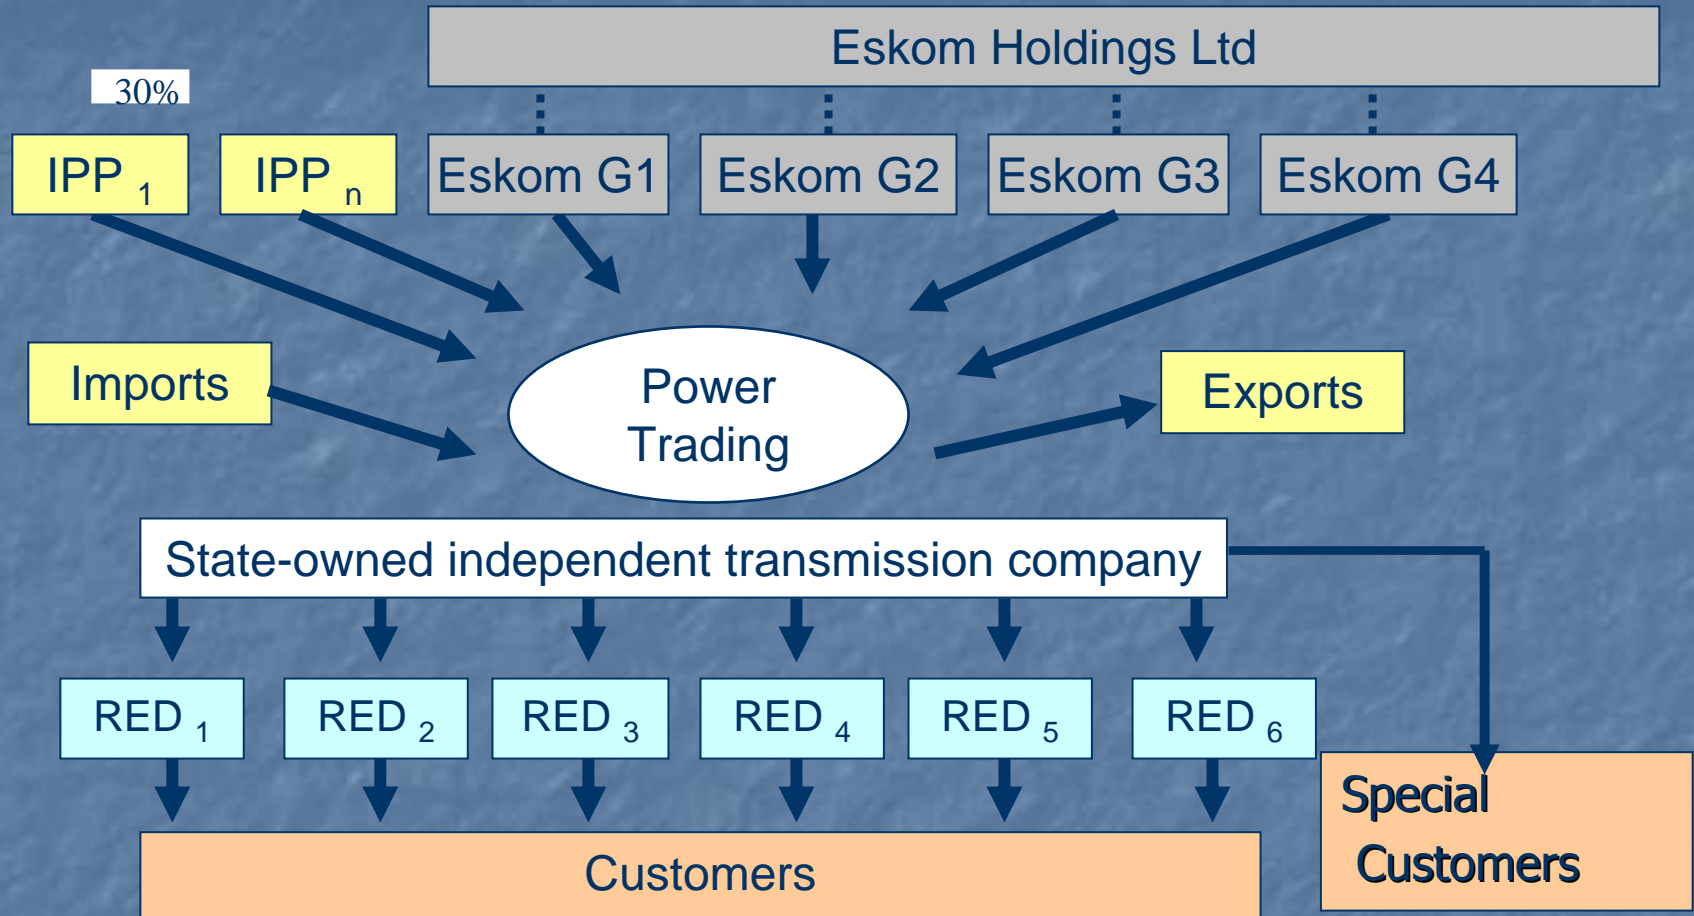 Eskom Holdings Ltd
30%
IPP 1
IPP n
Eskom G1
Eskom G2
Eskom G3
Eskom G4
Imports
Power
Trading
Exports
State-owned independent transmission company
RED 1
RED 2
RED 3
RED 4
RED 5
RED 6
Special
Customers
Customers